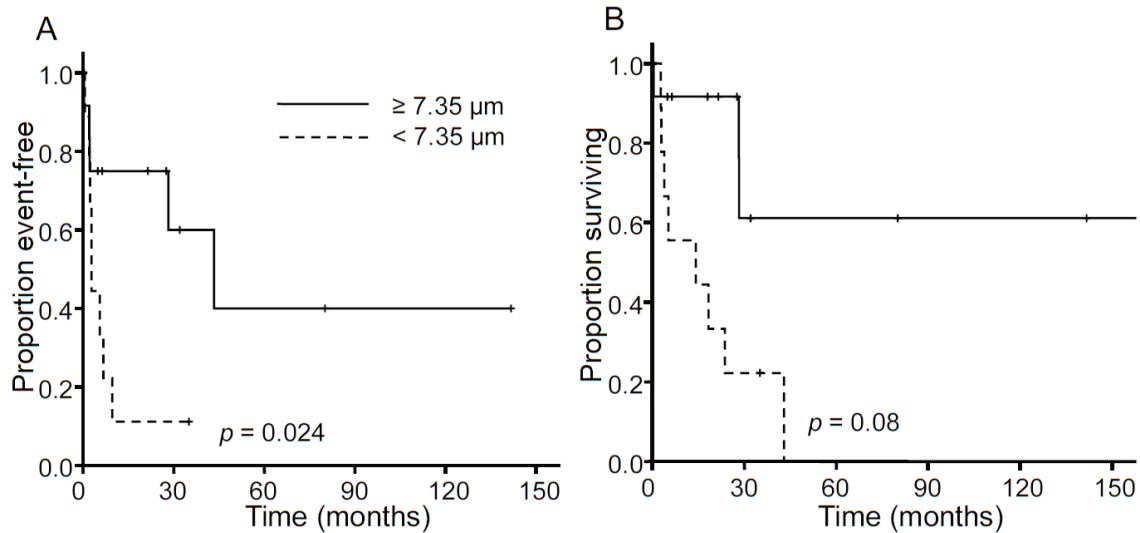 A
Proportion event-free
1.0
0.8
0.6
0.4
0.2
0.0
≥ 7.35 µm
< 7.35 µm
p = 0.024
0 30 60 90 120 150
Time (months)
B
Proportion surviving
1.0
0.8
0.6
0.4
0.2
0.0
p = 0.08
0 30 60 90 120 150
Time (months)